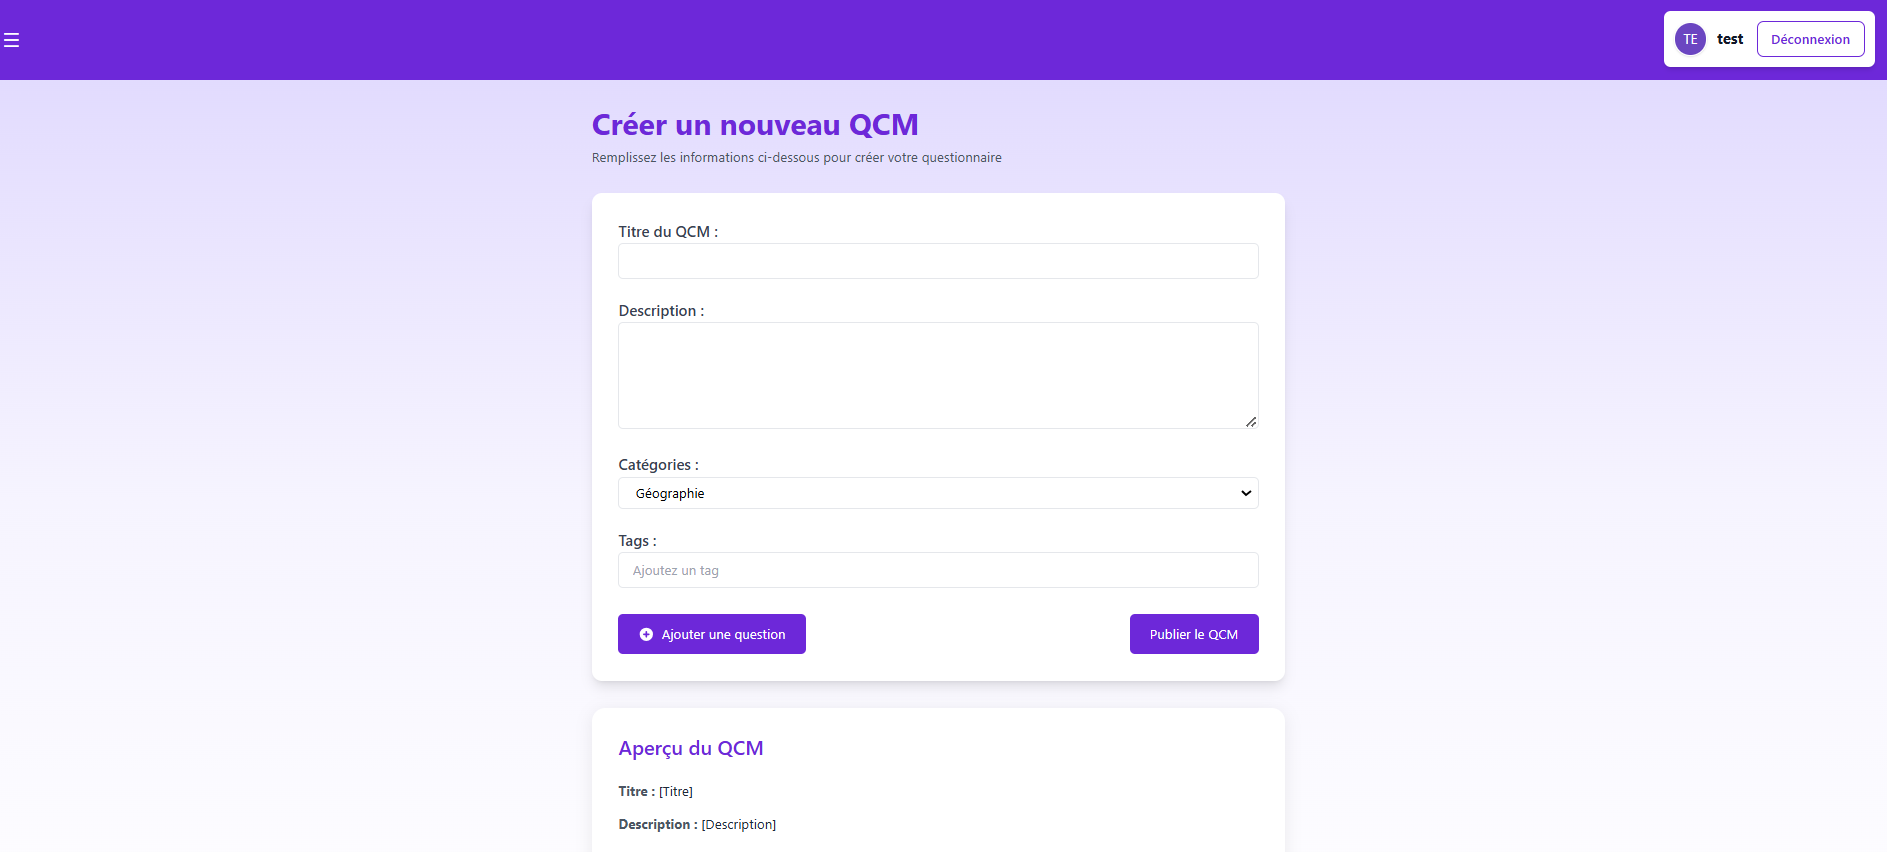 TE
test
Déconnexion
Créer un nouveau QCM
Remplissez les informations ci-dessous pour créer votre questionnaire
Titre du QCM :
Description :
Catégories :
Géographie
Tags :
Ajoutez un tag
Ajouter une question
Publier le QCM
Aperçu du QCM
Titre : [Titre]
Description : [Description]